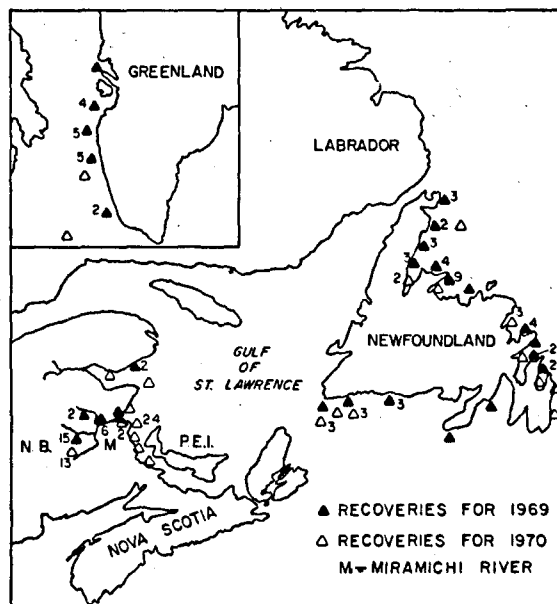 GREENLAND
4
5
5
2
LABRADOR
3
2
3
3
4
2
9
3
4
NEWFOUNDLAND
2
2
GULF
OF
ST. LAWRENCE
2
3
3
3
2
24
6
2
N. B.
15
M
P.E.I.
13
NOVA SCOTIA
▲ RECOVERIES FOR 1969
△ RECOVERIES FOR 1970
M= MIRAMICHI RIVER